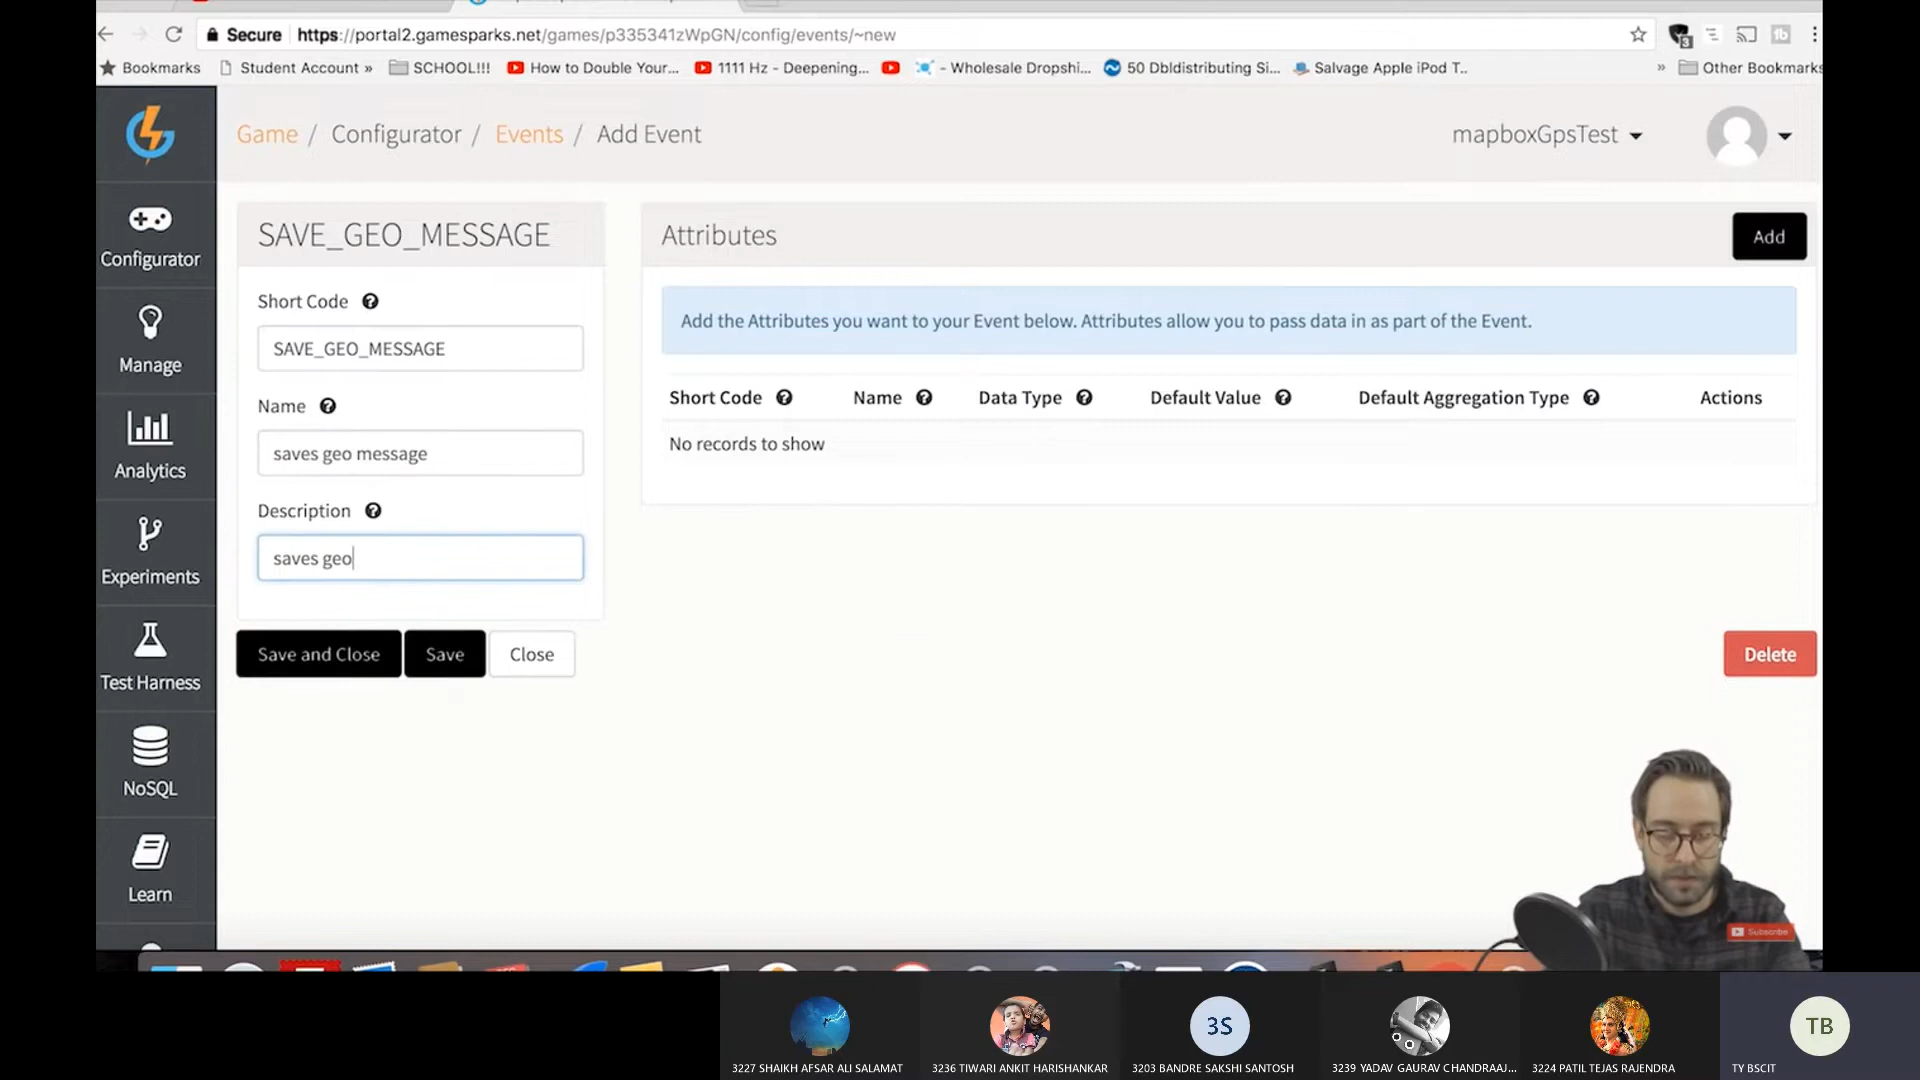 Secure https://portal2.gamesparks.net/games/p335341zWpGN/config/events/~new
3
fb
Bookmarks Student Account » SCHOOL!!! How to Double Your... 1111 Hz - Deepening... - Wholesale Dropshi... 50 Dbldistributing Si... Salvage Apple iPod T.. » Other Bookmarks
Game / Configurator / Events / Add Event mapboxGpsTest
Configurator
Manage
Analytics
Experiments
Test Harness
NoSQL
Learn
SAVE_GEO_MESSAGE
Short Code ?
SAVE_GEO_MESSAGE
Name ?
saves geo message
Description ?
saves geo
Save and Close Save Close
Attributes Add
Add the Attributes you want to your Event below. Attributes allow you to pass data in as part of the Event.
Short Code ? Name ? Data Type ? Default Value ? Default Aggregation Type ? Actions
No records to show
Delete
Subscribe
3S TB
3227 SHAIKH AFSAR ALI SALAMAT 3236 TIWARI ANKIT HARISHANKAR 3203 BANDRE SAKSHI SANTOSH 3239 YADAV GAURAV CHANDRAAJ... 3224 PATIL TEJAS RAJENDRA TY BSCIT